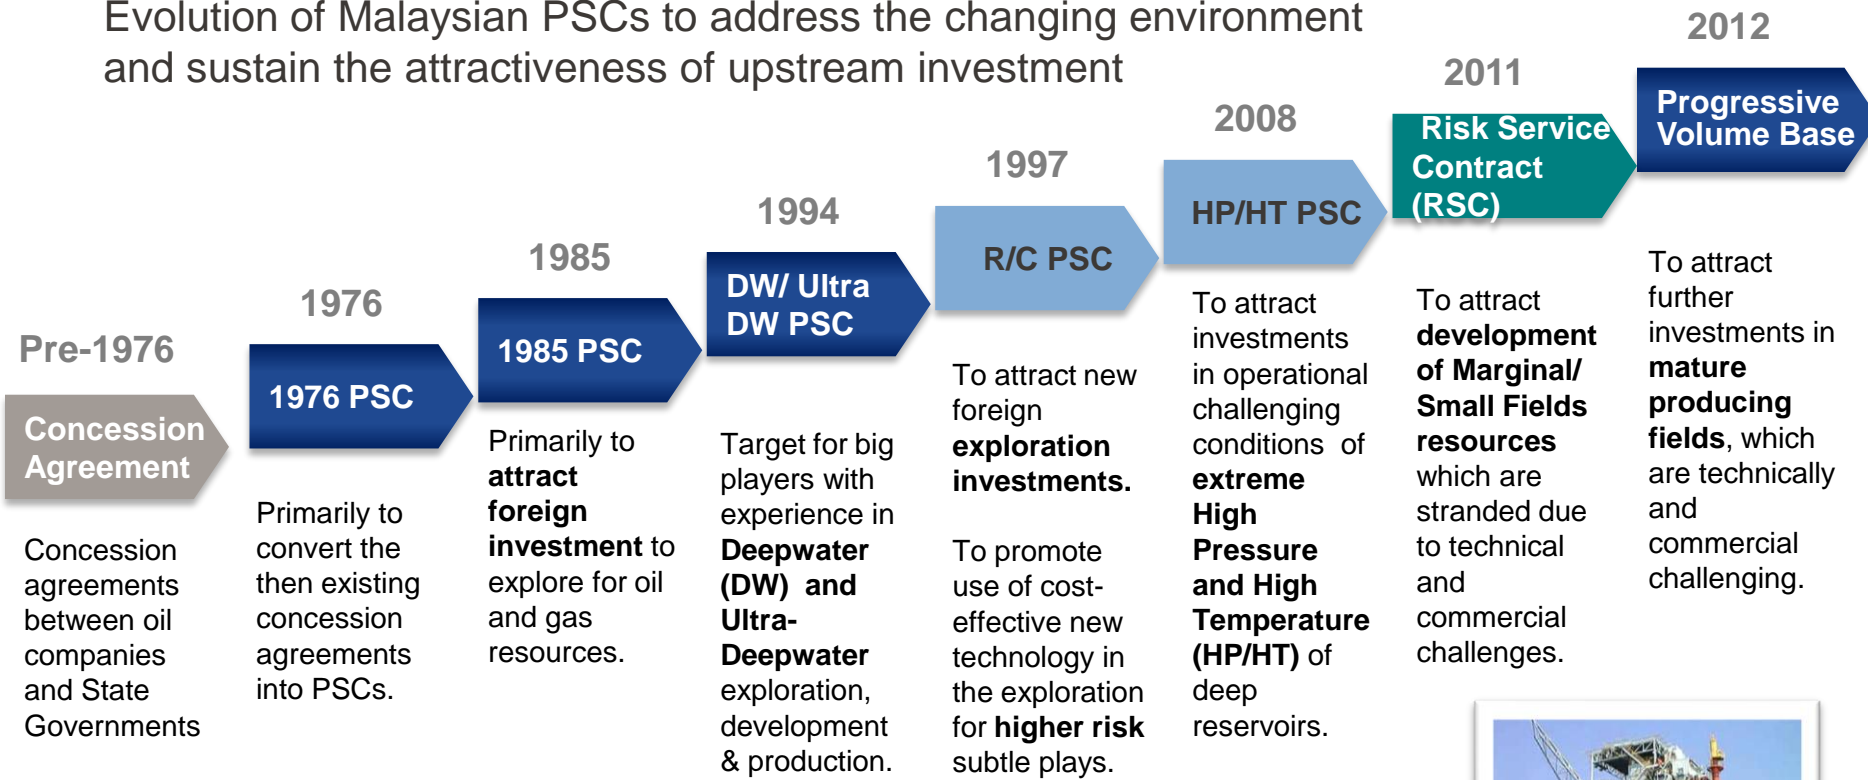 Evolution of Malaysian PSCs to address the changing environment
and sustain the attractiveness of upstream investment
Pre-1976
Concession
Agreement
Concession
agreements
between oil
companies
and State
Governments
1976
1976 PSC
Primarily to
convert the
then existing
concession
agreements
into PSCs.
1985
1985 PSC
Primarily to
attract
foreign
investment to
explore for oil
and gas
resources.
1994
DW/ Ultra
DW PSC
Target for big
players with
experience in
Deepwater
(DW) and
Ultra-
Deepwater
exploration,
development
& production.
1997
R/C PSC
To attract new
foreign
exploration
investments.
To promote
use of cost-
effective new
technology in
the exploration
for higher risk
subtle plays.
2008
HP/HT PSC
To attract
investments
in operational
challenging
conditions of
extreme
High
Pressure
and High
Temperature
(HP/HT) of
deep
reservoirs.
2011
Risk Service
Contract
(RSC)
To attract
development
of Marginal/
Small Fields
resources
which are
stranded due
to technical
and
commercial
challenges.
2012
Progressive
Volume Base
To attract
further
investments in
mature
producing
fields, which
are technically
and
commercial
challenging.